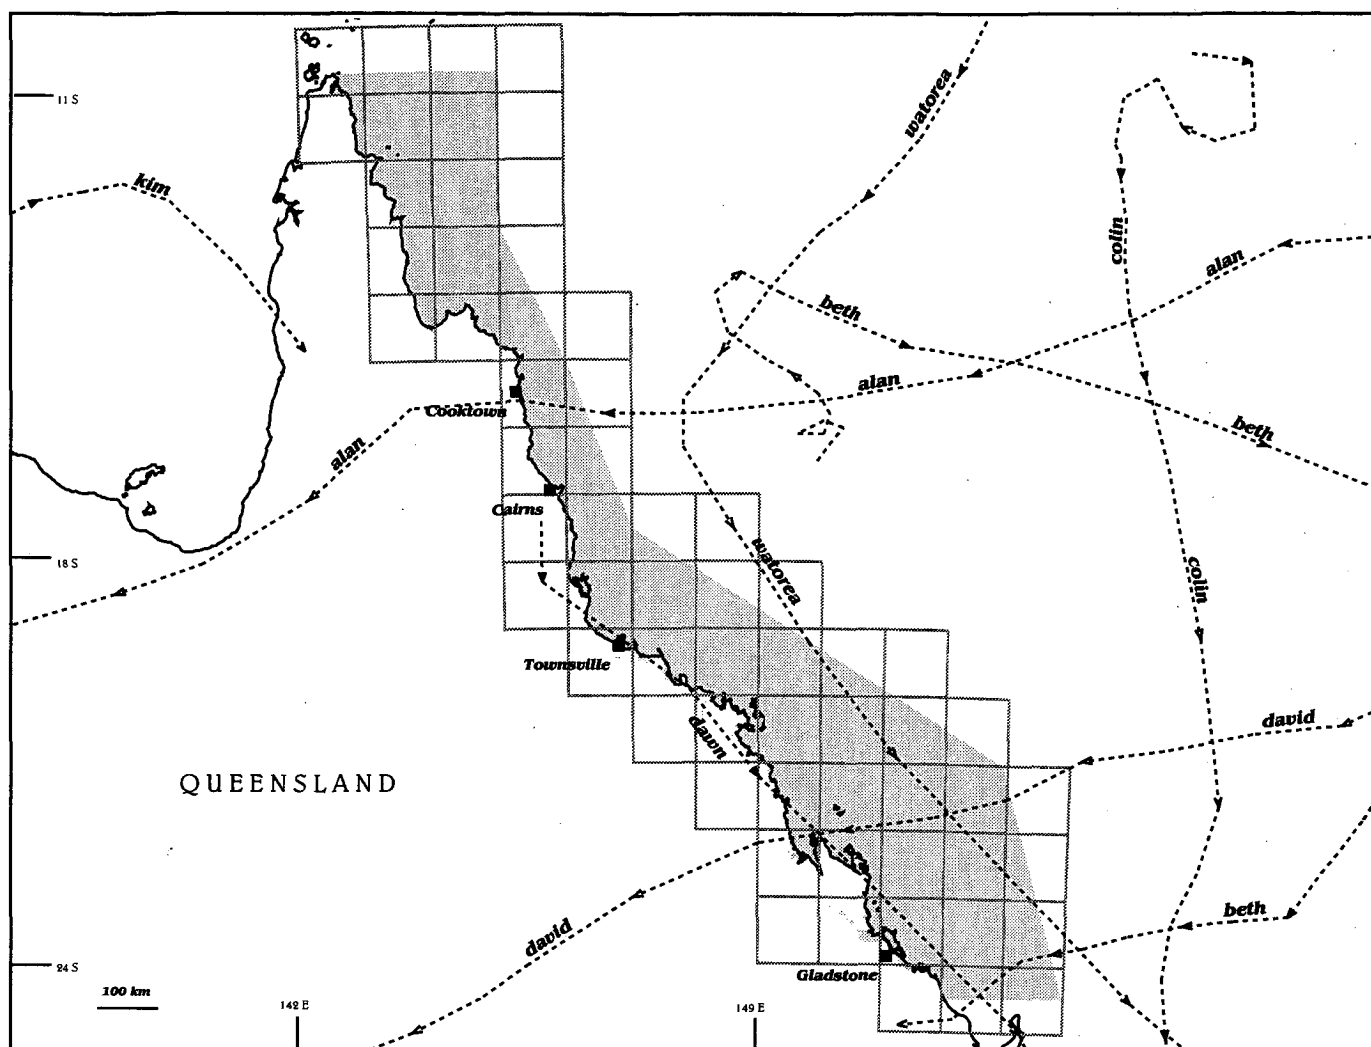 watorea
11 S
kim
colin
alan
beth
alan
Cooktown
beth
alan
Cairns
watorea
18 S
colin
Townsville
david
dawn
QUEENSLAND
beth
david
Gladstone
24 S
100 km
142 E
149 E